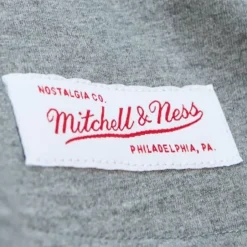 NOSTALGIA CO.
Mitchell & Ness
PHILADELPHIA, PA.